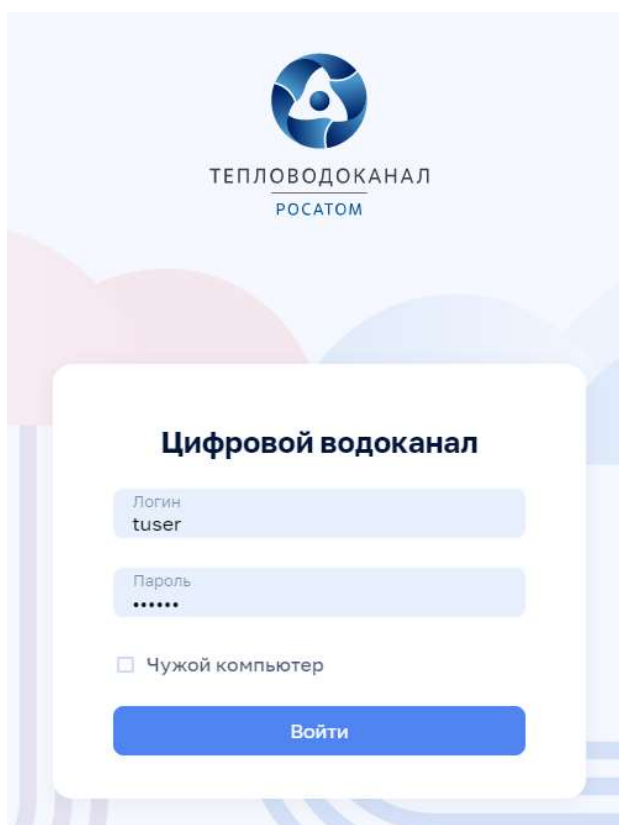 ТЕПЛОВОДОКАНАЛ
РОСАТОМ
Цифровой водоканал
Логин
tuser
Пароль
••••••
Чужой компьютер
Войти